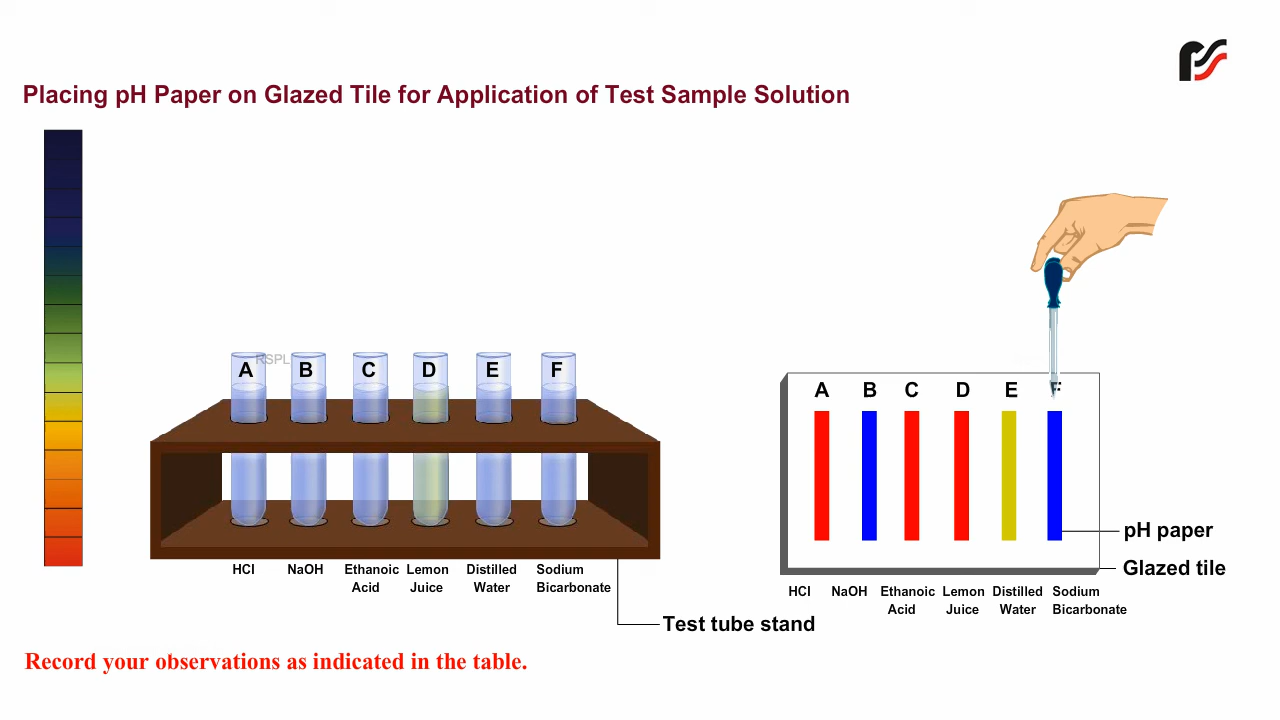 Placing pH Paper on Glazed Tile for Application of Test Sample Solution
RSPL
A B C D E F
HCl NaOH Ethanoic Acid Lemon Juice Distilled Water Sodium Bicarbonate
Test tube stand
A B C D E F
pH paper
Glazed tile
HCl NaOH Ethanoic Acid Lemon Juice Distilled Water Sodium Bicarbonate
Record your observations as indicated in the table.